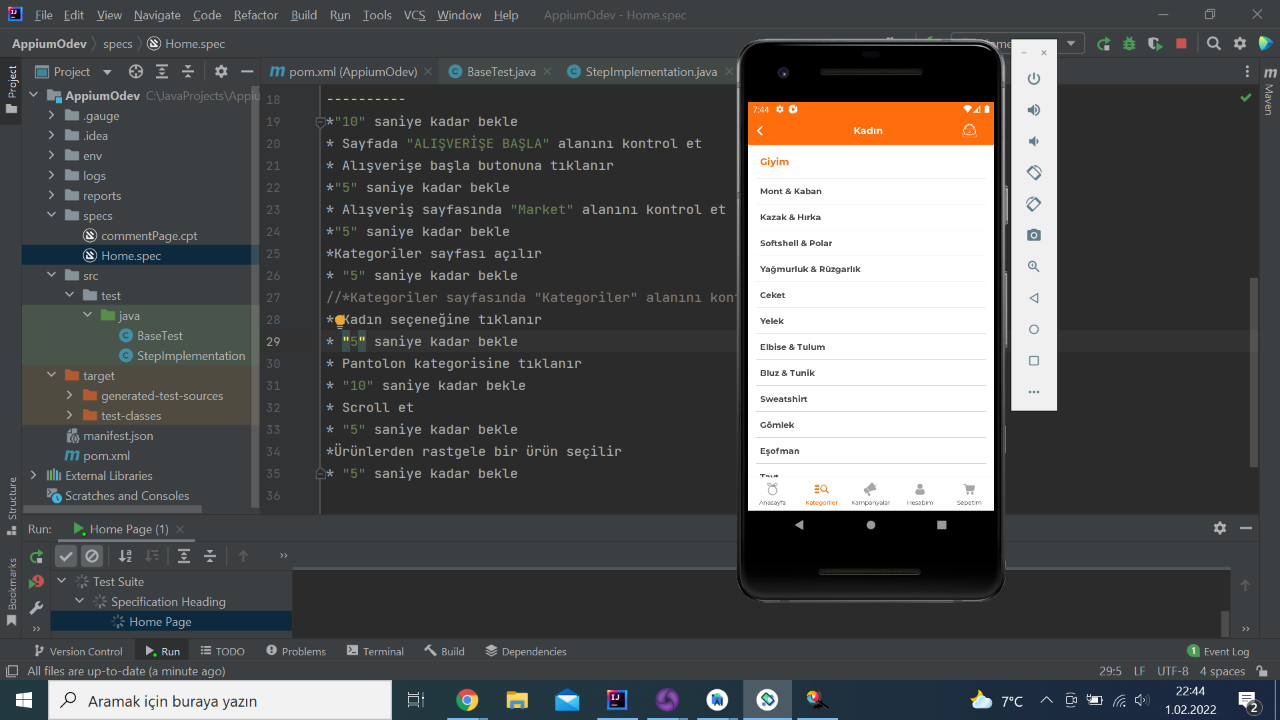 File Edit View Navigate Code Refactor Build Run Tools VCS Window Help AppiumOdev - Home.spec
AppiumOdev specs Home.spec
Project
Project
pom.xml (AppiumOdev)
BaseTest.java
StepImplementation.java
Maven
AppiumOdev C:\JavaProjects\Appiu
.gauge
.idea
env
logs
reports
specs
commentPage.cpt
Home.spec
src
test
java
BaseTest
StepImplementation
target
generated-test-sources
test-classes
manifest.json
pom.xml
External Libraries
Scratches and Consoles
Structure
Bookmarks
18 ----------
19 *"10" saniye kadar bekle
20 * Sayfada "ALIŞVERİŞE BAŞLA" alanını kontrol et
21 * Alışverişe başla butonuna tıklanır
22 *"5" saniye kadar bekle
23 * Alışveriş sayfasında "Market" alanını kontrol et
24 *"5" saniye kadar bekle
25 *Kategoriler sayfası açılır
26 * "5" saniye kadar bekle
27 //*Kategoriler sayfasında "Kategoriler" alanını kont
28 * Kadın seçeneğine tıklanır
29 * "5" saniye kadar bekle
30 * Pantolon kategorisine tıklanır
31 * "10" saniye kadar bekle
32 * Scroll et
33 * "5" saniye kadar bekle
34 *Ürünlerden rastgele bir ürün seçilir
35 * "5" saniye kadar bekle
36
7:44
Kadın
Giyim
Mont & Kaban
Kazak & Hırka
Softshell & Polar
Yağmurluk & Rüzgarlık
Ceket
Yelek
Elbise & Tulum
Bluz & Tunik
Sweatshirt
Gömlek
Eşofman
Tayt
Anasayfa Kategoriler Kampanyalar Hesabım Sepetim
Run: Home Page (1)
Test Suite
Specification Heading
Home Page
Version Control Run TODO Problems Terminal Build Dependencies 1 Event Log
All files are up-to-date (a minute ago) 29:5 LF UTF-8 4 spaces
Aramak için buraya yazın
7°C
22:44
1.02.2022
2